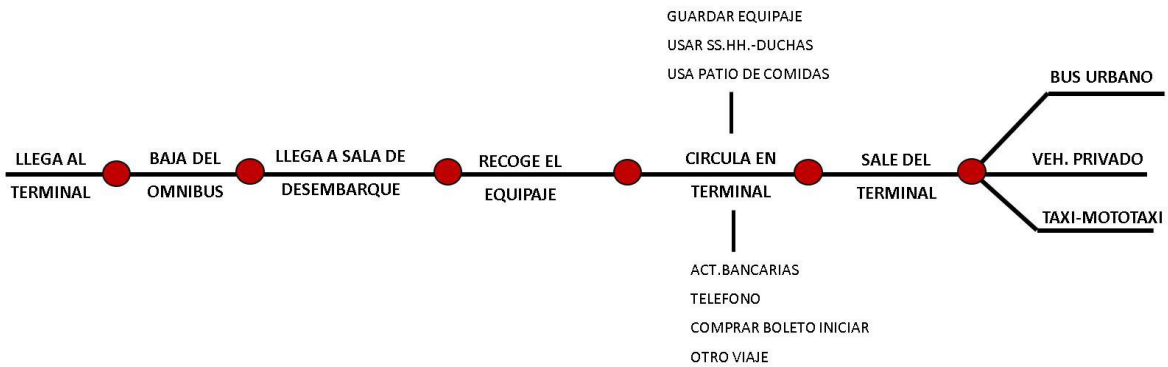 GUARDAR EQUIPAJE
USAR SS.HH.-DUCHAS
USA PATIO DE COMIDAS
LLEGA AL
TERMINAL
BAJA DEL
OMNIBUS
LLEGA A SALA DE
DESEMBARQUE
RECOGE EL
EQUIPAJE
CIRCULA EN
TERMINAL
SALE DEL
TERMINAL
BUS URBANO
VEH. PRIVADO
TAXI-MOTOTAXI
ACT.BANCARIAS
TELEFONO
COMPRAR BOLETO INICIAR
OTRO VIAJE